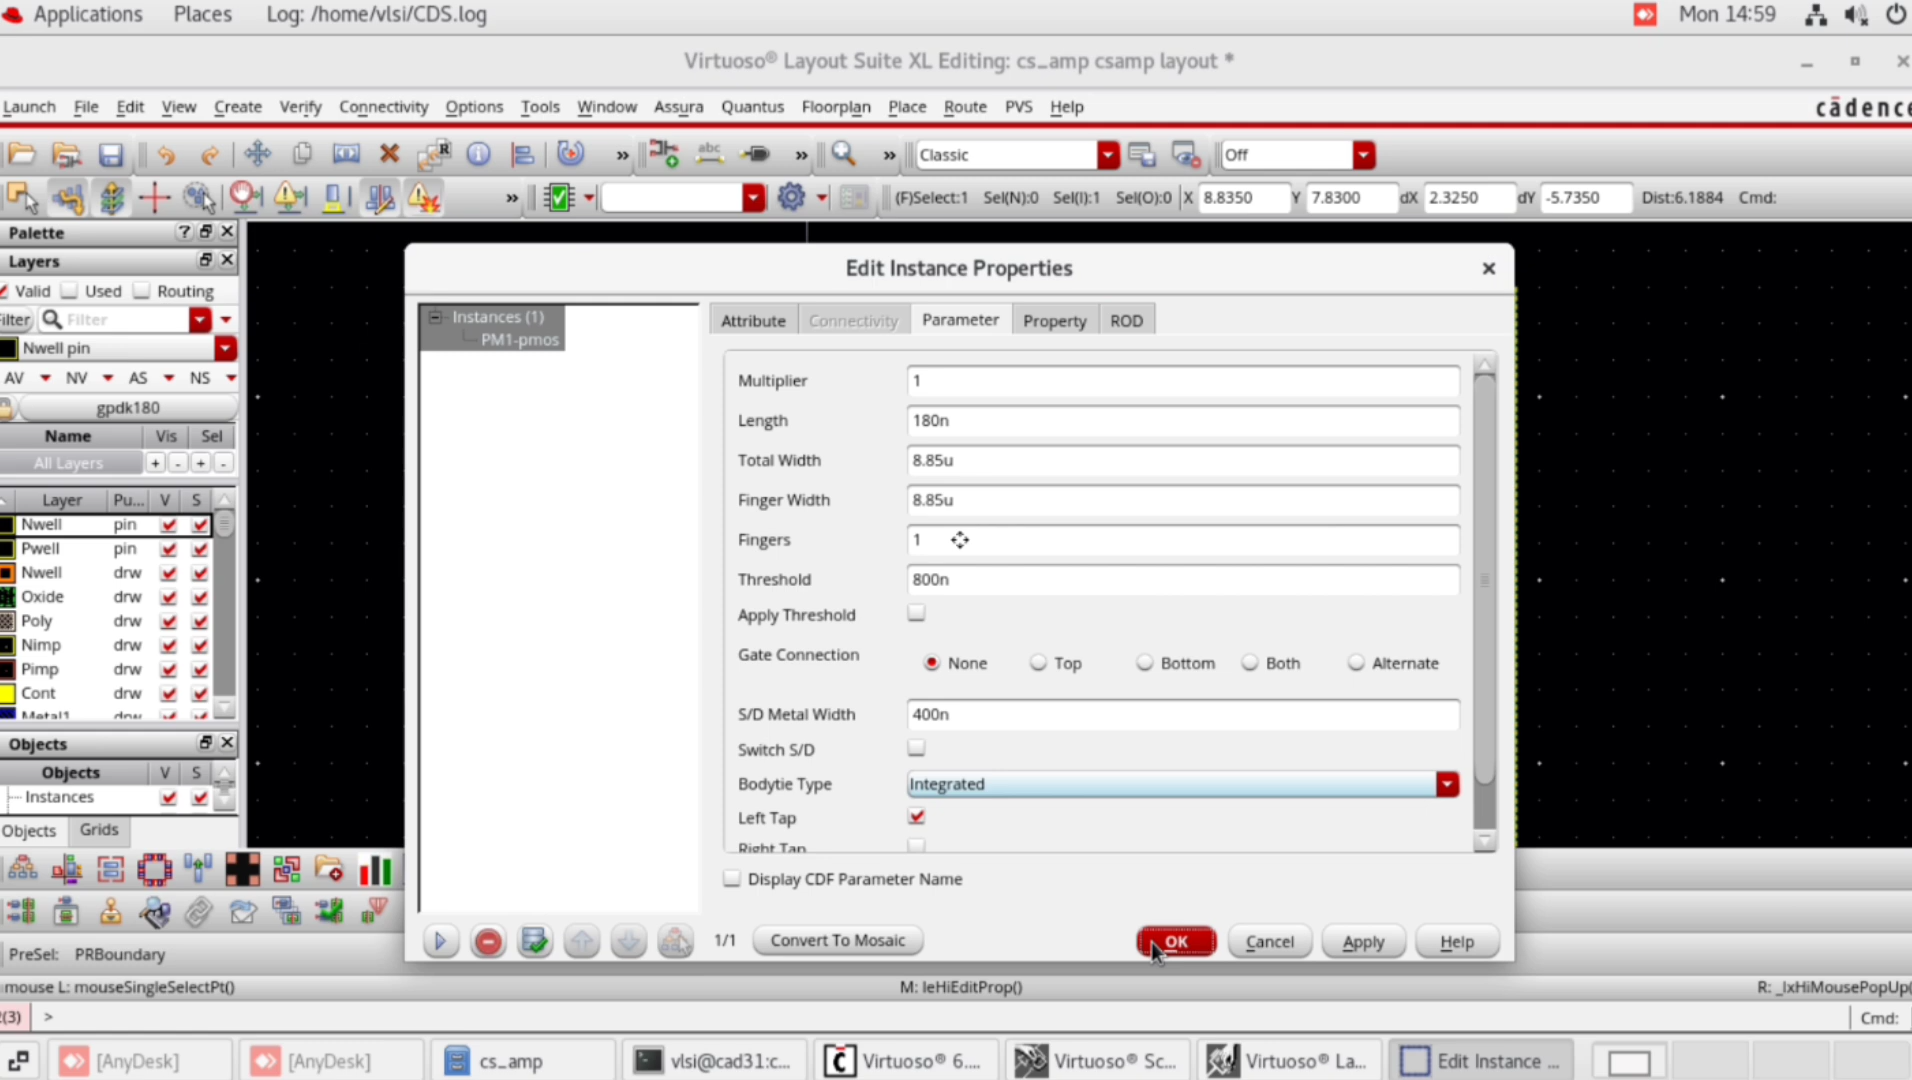 Applications Places Log: /home/vlsi/CDS.log Mon 14:59
Virtuoso® Layout Suite XL Editing: cs_amp csamp layout *
Launch File Edit View Create Verify Connectivity Options Tools Window Assura Quantus Floorplan Place Route PVS Help cādence
R abc » » » Classic Off
» (F)Select:1 Sel(N):0 Sel(I):1 Sel(O):0 X 8.8350 Y 7.8300 dX 2.3250 dY -5.7350 Dist:6.1884 Cmd:
Palette ?
Layers
Valid Used Routing
Filter Filter
Nwell pin
AV NV AS NS
gpdk180
Name Vis Sel
All Layers + - + -
Layer Pu... V S
Nwell pin
Pwell pin
Nwell drw
Oxide drw
Poly drw
Nimp drw
Pimp drw
Cont drw
Metal1 drw
Objects
Objects V S
Instances
Objects Grids
Edit Instance Properties
Instances (1)
PM1-pmos
Attribute Connectivity Parameter Property ROD
Multiplier 1
Length 180n
Total Width 8.85u
Finger Width 8.85u
Fingers 1
Threshold 800n
Apply Threshold
Gate Connection None Top Bottom Both Alternate
S/D Metal Width 400n
Switch S/D
Bodytie Type Integrated
Left Tap
Right Tap
Display CDF Parameter Name
1/1 Convert To Mosaic OK Cancel Apply Help
PreSel: PRBoundary
mouse L: mouseSingleSelectPt() M: leHiEditProp() R: _lxHiMousePopUp(
2(3) > Cmd:
[AnyDesk] [AnyDesk] cs_amp vlsi@cad31:c... Virtuoso® 6.... Virtuoso® Sc... Virtuoso® La... Edit Instance ...